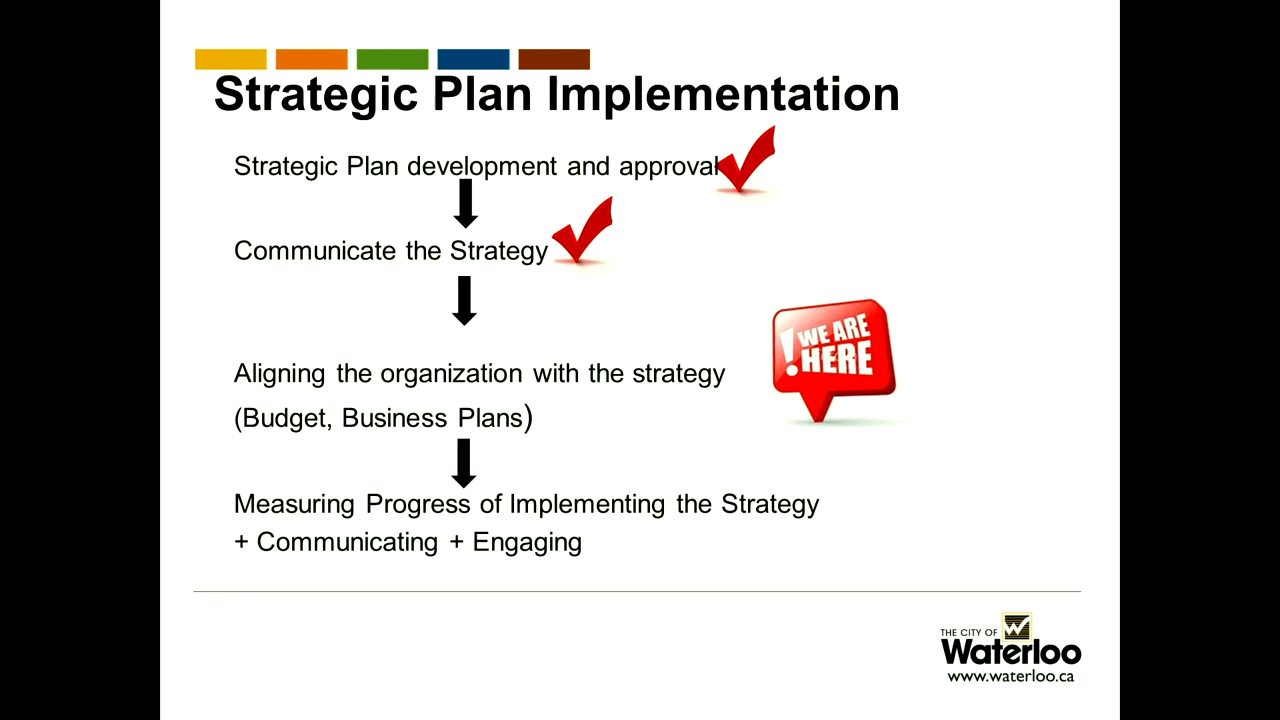 Strategic Plan Implementation
Strategic Plan development and approval
Communicate the Strategy
! WE ARE
HERE
Aligning the organization with the strategy
(Budget, Business Plans)
Measuring Progress of Implementing the Strategy
+ Communicating + Engaging
THE CITY OF
Waterloo
www.waterloo.ca